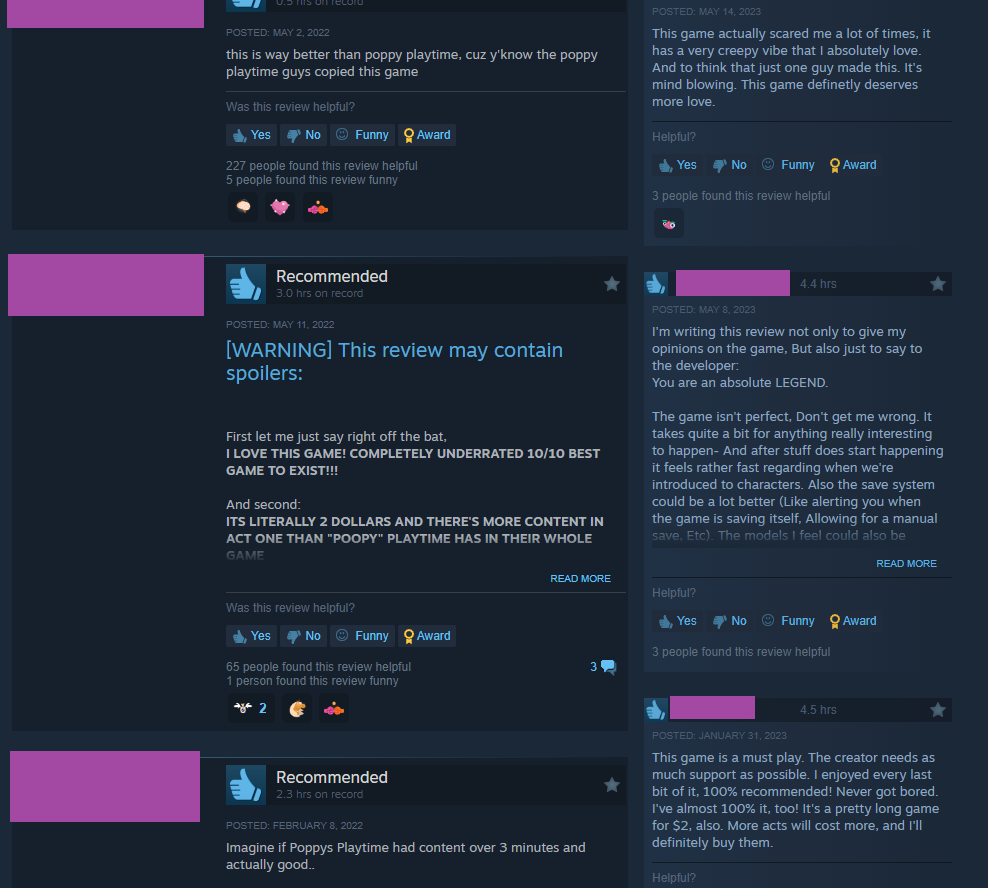 0.5 hrs on record
POSTED: MAY 2, 2022
this is way better than poppy playtime, cuz y'know the poppy
playtime guys copied this game
Was this review helpful?
Yes
No
Funny
Award
227 people found this review helpful
5 people found this review funny
Recommended
3.0 hrs on record
POSTED: MAY 11, 2022
[WARNING] This review may contain
spoilers:
First let me just say right off the bat,
I LOVE THIS GAME! COMPLETELY UNDERRATED 10/10 BEST
GAME TO EXIST!!!
And second:
ITS LITERALLY 2 DOLLARS AND THERE'S MORE CONTENT IN
ACT ONE THAN "POOPY" PLAYTIME HAS IN THEIR WHOLE
GAME
READ MORE
Was this review helpful?
Yes
No
Funny
Award
65 people found this review helpful
3
1 person found this review funny
2
Recommended
2.3 hrs on record
POSTED: FEBRUARY 8, 2022
Imagine if Poppys Playtime had content over 3 minutes and
actually good..
POSTED: MAY 14, 2023
This game actually scared me a lot of times, it
has a very creepy vibe that I absolutely love.
And to think that just one guy made this. It's
mind blowing. This game definetly deserves
more love.
Helpful?
Yes
No
Funny
Award
3 people found this review helpful
4.4 hrs
POSTED: MAY 8, 2023
I'm writing this review not only to give my
opinions on the game, But also just to say to
the developer:
You are an absolute LEGEND.
The game isn't perfect, Don't get me wrong. It
takes quite a bit for anything really interesting
to happen- And after stuff does start happening
it feels rather fast regarding when we're
introduced to characters. Also the save system
could be a lot better (Like alerting you when
the game is saving itself, Allowing for a manual
save, Etc). The models I feel could also be
READ MORE
Helpful?
Yes
No
Funny
Award
3 people found this review helpful
4.5 hrs
POSTED: JANUARY 31, 2023
This game is a must play. The creator needs as
much support as possible. I enjoyed every last
bit of it, 100% recommended! Never got bored.
I've almost 100% it, too! It's a pretty long game
for $2, also. More acts will cost more, and I'll
definitely buy them.
Helpful?